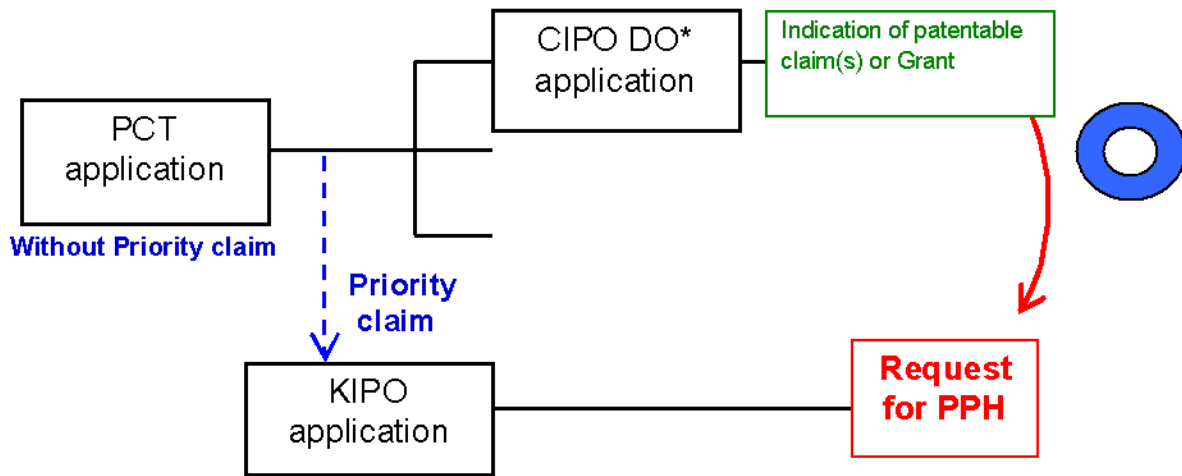 CIPO DO*
application
Indication of patentable
claim(s) or Grant
PCT
application
Without Priority claim
Priority
claim
KIPO
application
Request
for PPH